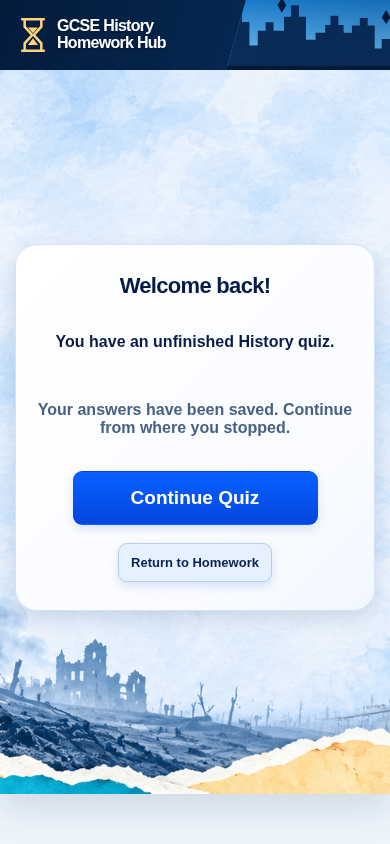 GCSE History
Homework Hub
Welcome back!
You have an unfinished History quiz.
Your answers have been saved. Continue
from where you stopped.
Continue Quiz
Return to Homework